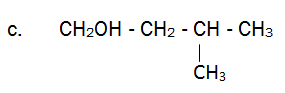 c. CH₂OH - CH₂ - CH - CH₃
|
CH₃